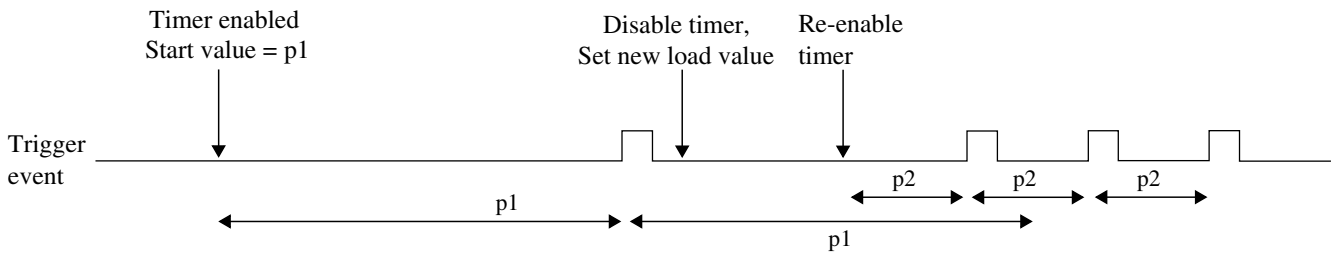 Timer enabled
Start value = p1
Disable timer,
Set new load value
Re-enable
timer
Trigger
event
p1
p1
p2
p2
p2